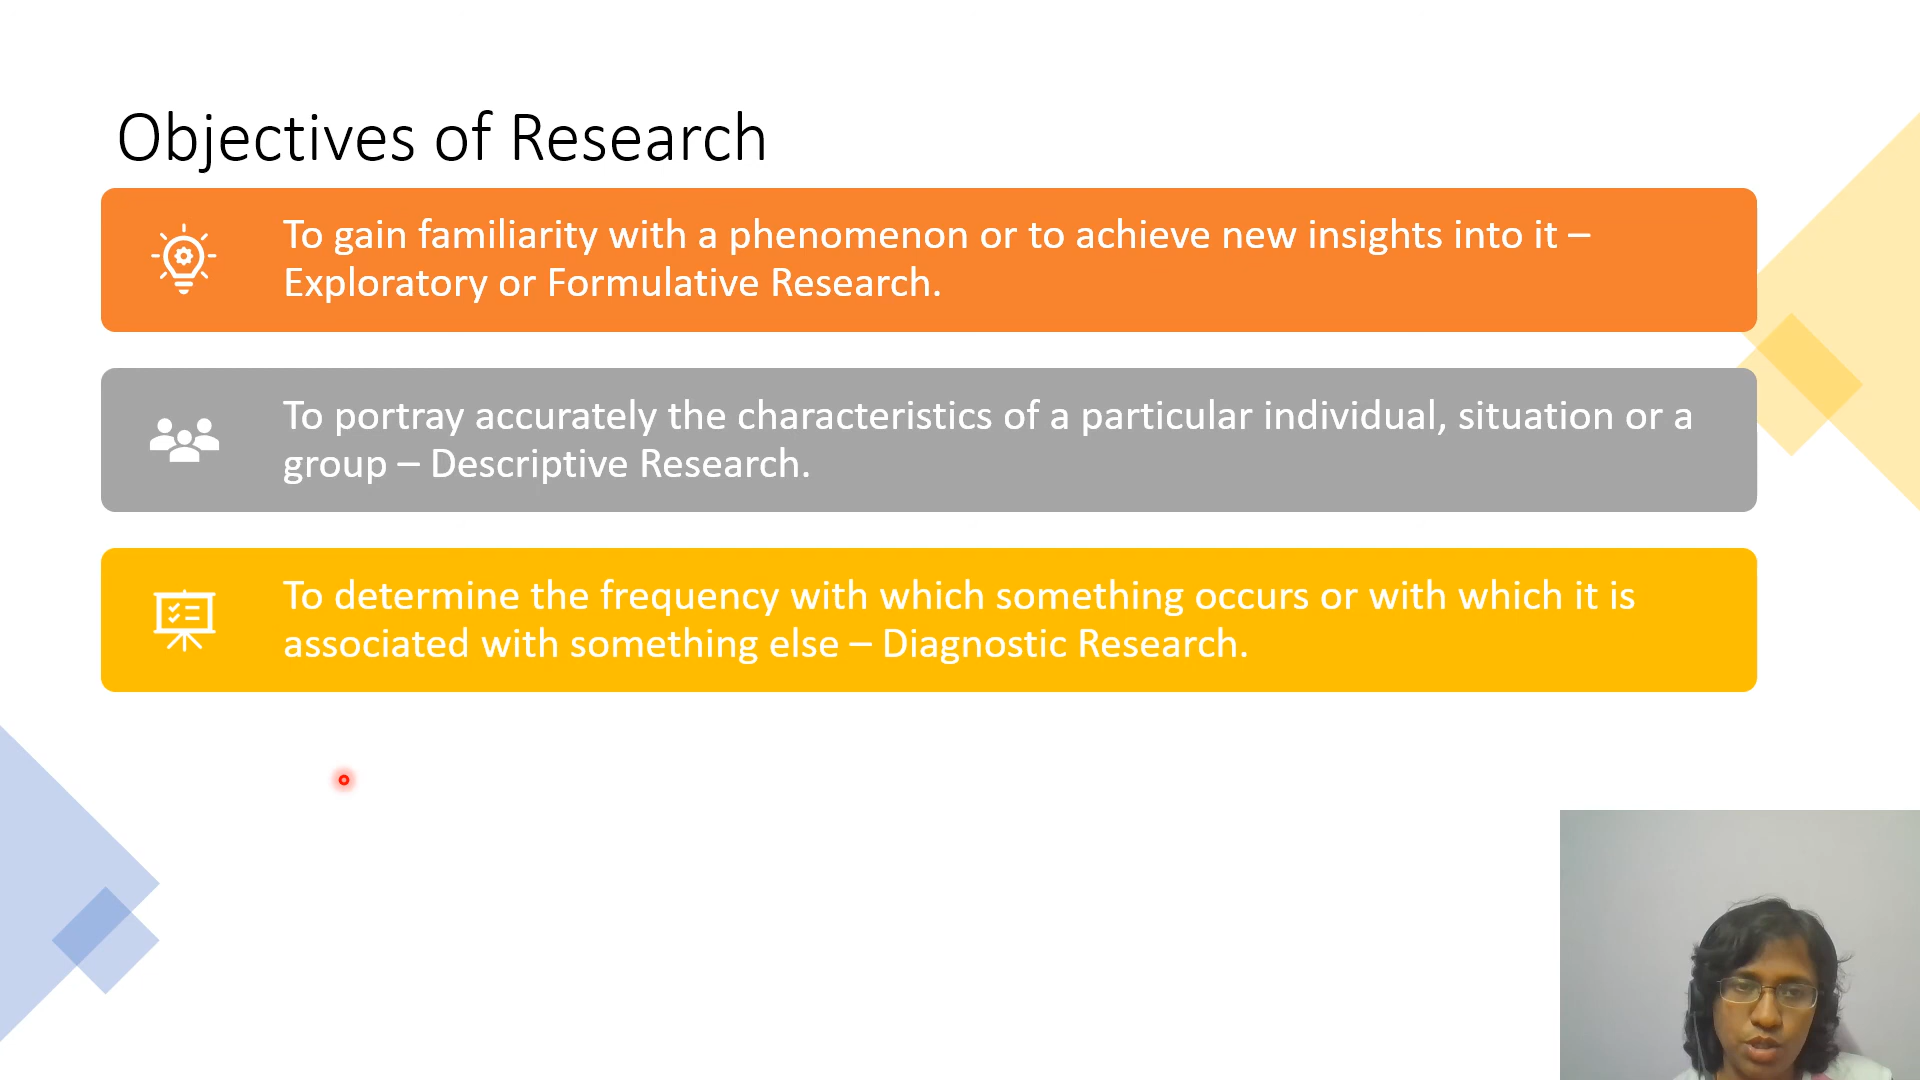 Objectives of Research
To gain familiarity with a phenomenon or to achieve new insights into it –
Exploratory or Formulative Research.
To portray accurately the characteristics of a particular individual, situation or a
group – Descriptive Research.
To determine the frequency with which something occurs or with which it is
associated with something else – Diagnostic Research.